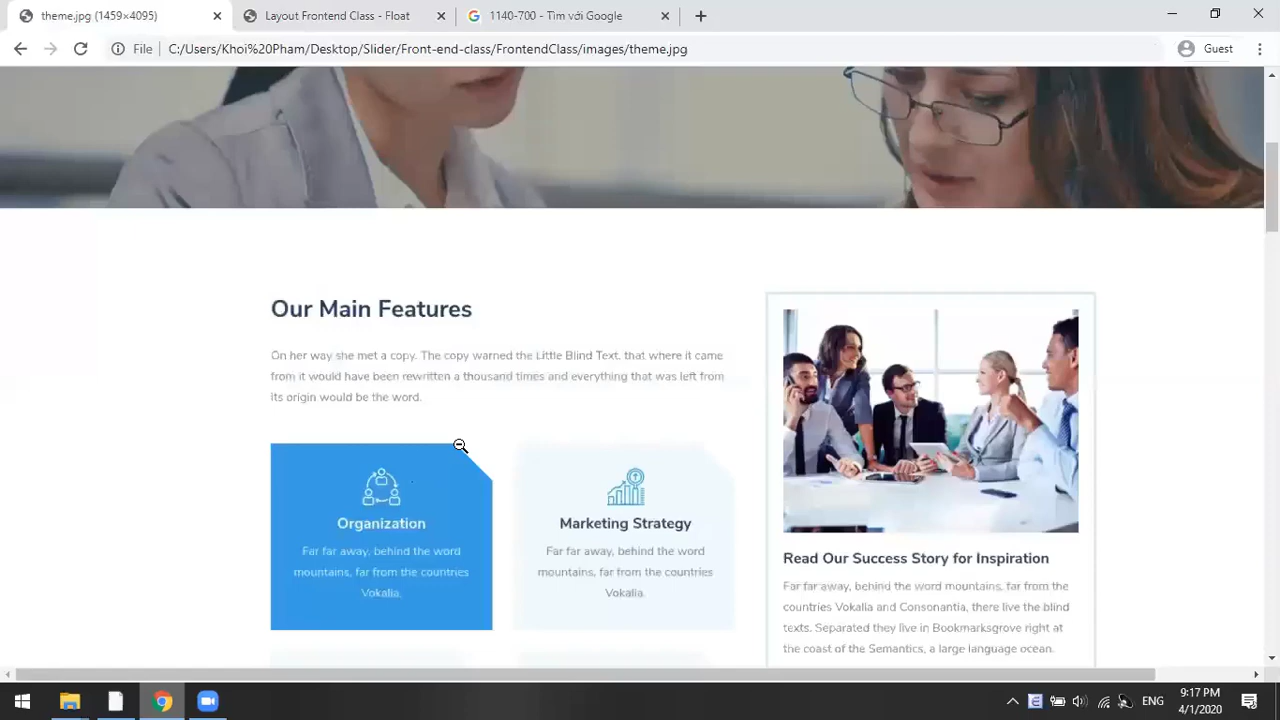 theme.jpg (1459×4095)
Layout Frontend Class - Float
1140-700 - Tìm với Google
File
C:/Users/Khoi%20Pham/Desktop/Slider/Front-end-class/FrontendClass/images/theme.jpg
Guest
Our Main Features
On her way she met a copy. The copy warned the Little Blind Text, that where it came
from it would have been rewritten a thousand times and everything that was left from
its origin would be the word.
Organization
Far far away, behind the word
mountains, far from the countries
Vokalia,
Marketing Strategy
Far far away, behind the word
mountains, far from the countries
Vokalia.
Read Our Success Story for Inspiration
Far far away, behind the word mountains, far from the
countries Vokalia and Consonantia, there live the blind
texts. Separated they live in Bookmarksgrove right at
the coast of the Semantics, a large language ocean.
ENG
9:17 PM
4/1/2020